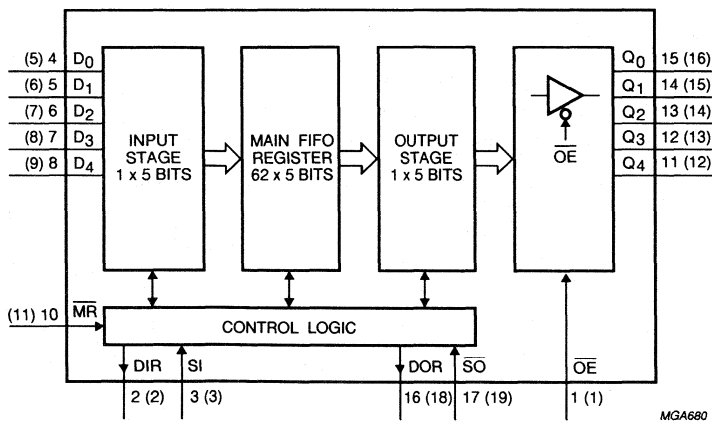 (5) 4 D0
(6) 5 D1
(7) 6 D2
(8) 7 D3
(9) 8 D4
INPUT
STAGE
1 x 5 BITS
MAIN FIFO
REGISTER
62 x 5 BITS
OUTPUT
STAGE
1 x 5 BITS
OE
Q0 15 (16)
Q1 14 (15)
Q2 13 (14)
Q3 12 (13)
Q4 11 (12)
(11) 10 MR
CONTROL LOGIC
DIR SI DOR SO OE
2 (2) 3 (3) 16 (18) 17 (19) 1 (1)
MGA680